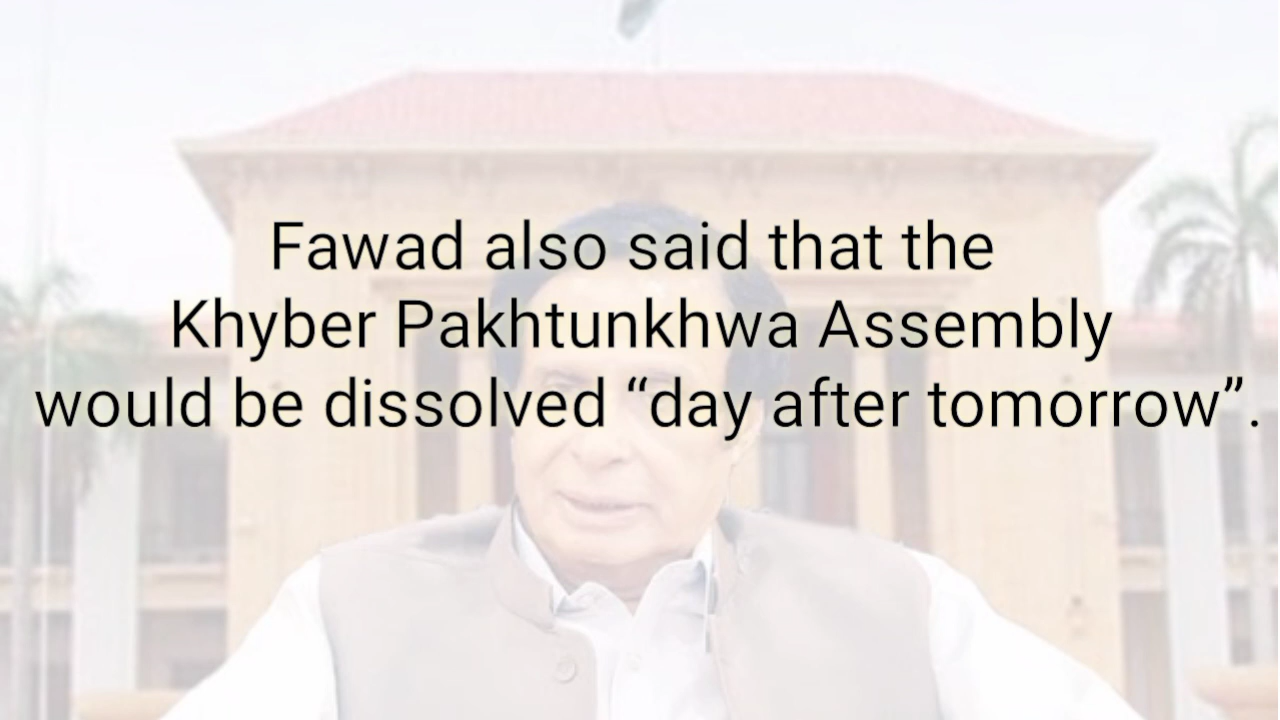 Fawad also said that the
Khyber Pakhtunkhwa Assembly
would be dissolved “day after tomorrow”.